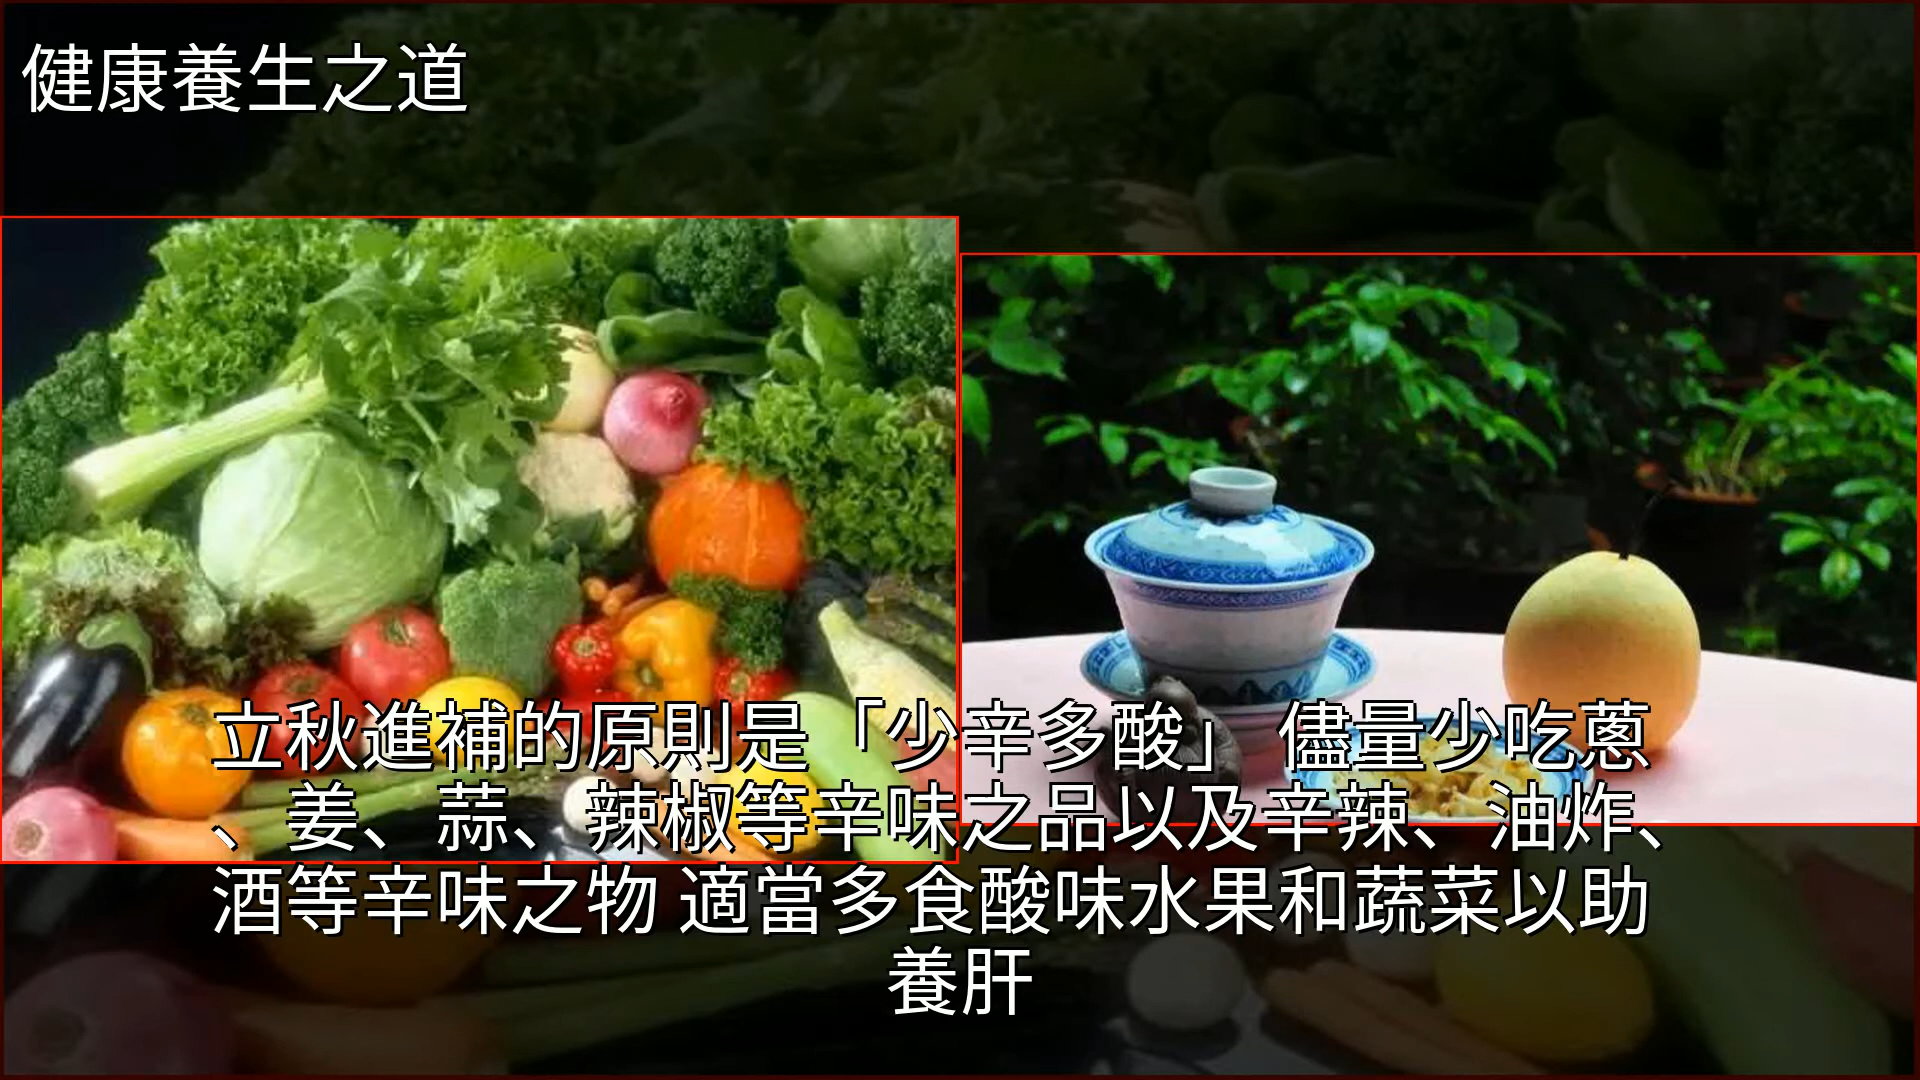 健康養生之道
立秋進補的原則是「少辛多酸」 儘量少吃蔥
、姜、蒜、辣椒等辛味之品以及辛辣、油炸、
酒等辛味之物 適當多食酸味水果和蔬菜以助
養肝